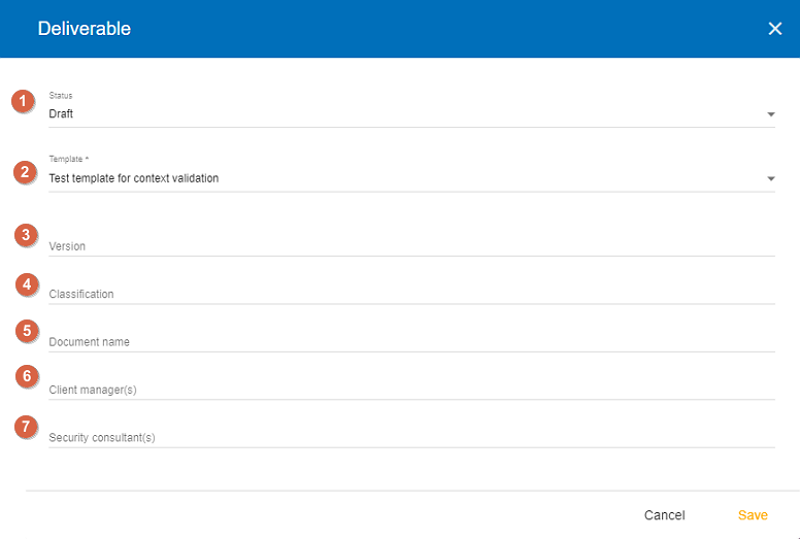 Deliverable
1
Status
Draft
2
Template *
Test template for context validation
3
Version
4
Classification
5
Document name
6
Client manager(s)
7
Security consultant(s)
Cancel Save